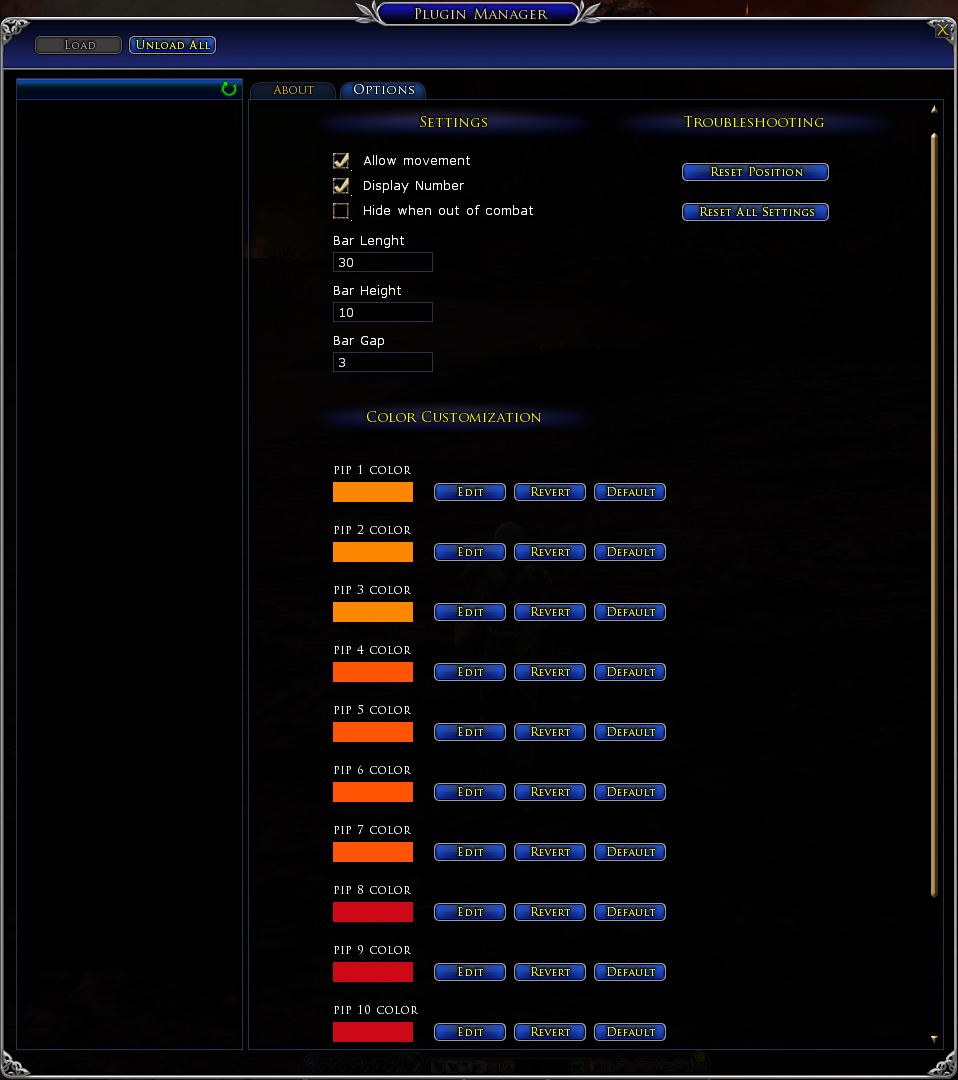 Plugin Manager
Load
Unload All
About
Options
Settings
Troubleshooting
Allow movement
Reset Position
Display Number
Hide when out of combat
Reset All Settings
Bar Lenght
30
Bar Height
10
Bar Gap
3
Color Customization
PIP 1 COLOR
Edit Revert Default
PIP 2 COLOR
Edit Revert Default
PIP 3 COLOR
Edit Revert Default
PIP 4 COLOR
Edit Revert Default
PIP 5 COLOR
Edit Revert Default
PIP 6 COLOR
Edit Revert Default
PIP 7 COLOR
Edit Revert Default
PIP 8 COLOR
Edit Revert Default
PIP 9 COLOR
Edit Revert Default
PIP 10 COLOR
Edit Revert Default